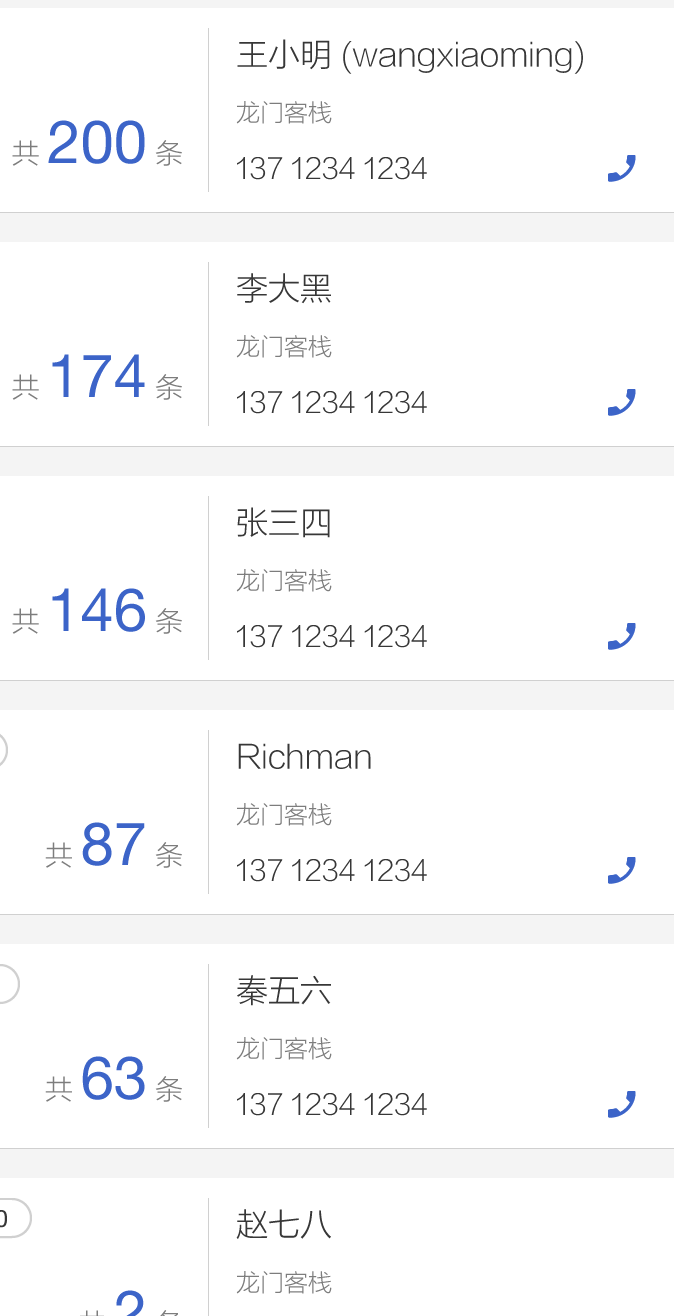 王小明 (wangxiaoming)
龙门客栈
共 200 条
137 1234 1234
李大黑
龙门客栈
共 174 条
137 1234 1234
张三四
龙门客栈
共 146 条
137 1234 1234
Richman
龙门客栈
共 87 条
137 1234 1234
秦五六
龙门客栈
共 63 条
137 1234 1234
0
赵七八
龙门客栈
共 2 条